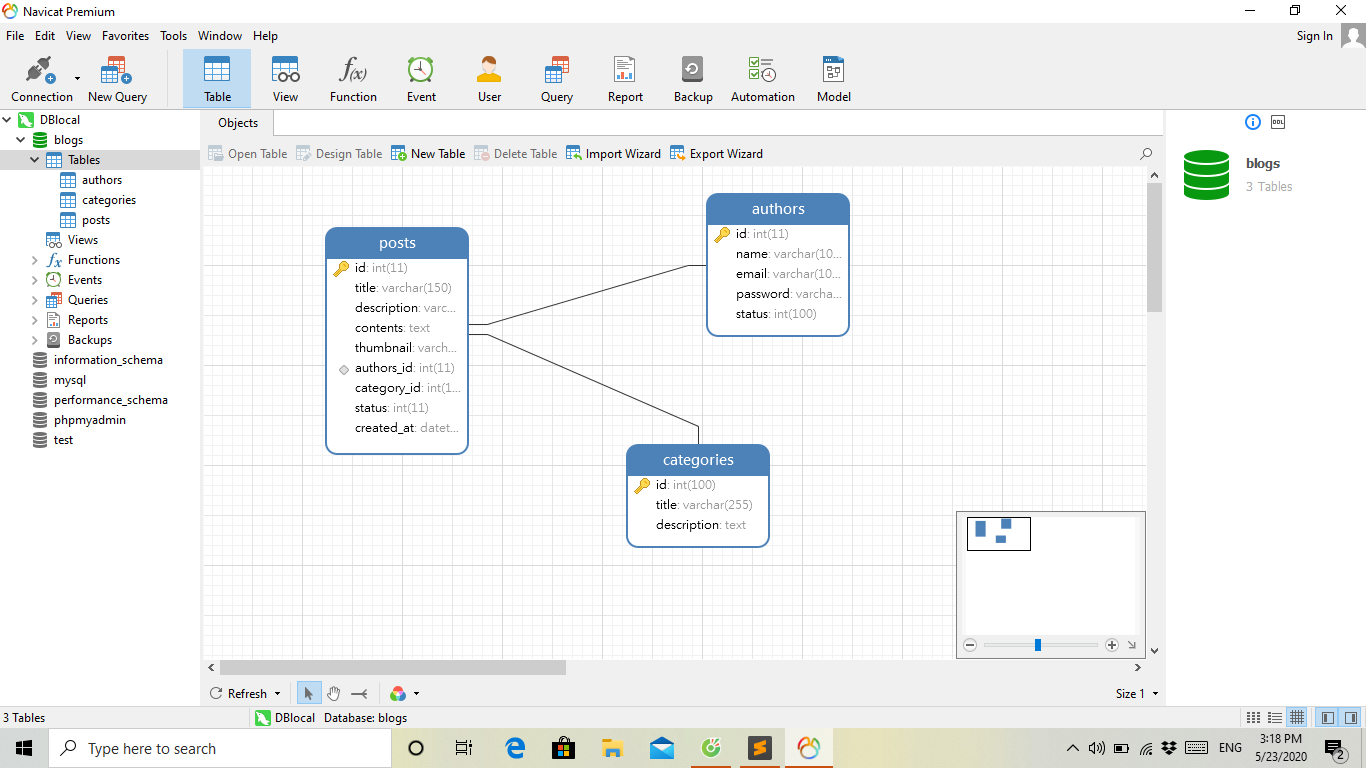 Navicat Premium
File Edit View Favorites Tools Window Help Sign In
Connection New Query Table View Function Event User Query Report Backup Automation Model
f(x)
DBlocal
blogs
Tables
authors
categories
posts
Views
Functions
Events
Queries
Reports
Backups
information_schema
mysql
performance_schema
phpmyadmin
test
Objects
Open Table Design Table New Table Delete Table Import Wizard Export Wizard
posts
id: int(11)
title: varchar(150)
description: varc...
contents: text
thumbnail: varch...
authors_id: int(11)
category_id: int(1...
status: int(11)
created_at: datet...
authors
id: int(11)
name: varchar(10...
email: varchar(10...
password: varcha...
status: int(100)
categories
id: int(100)
title: varchar(255)
description: text
DDL
blogs
3 Tables
Refresh Size 1
3 Tables DBlocal Database: blogs
Type here to search
ENG
3:18 PM
5/23/2020
2